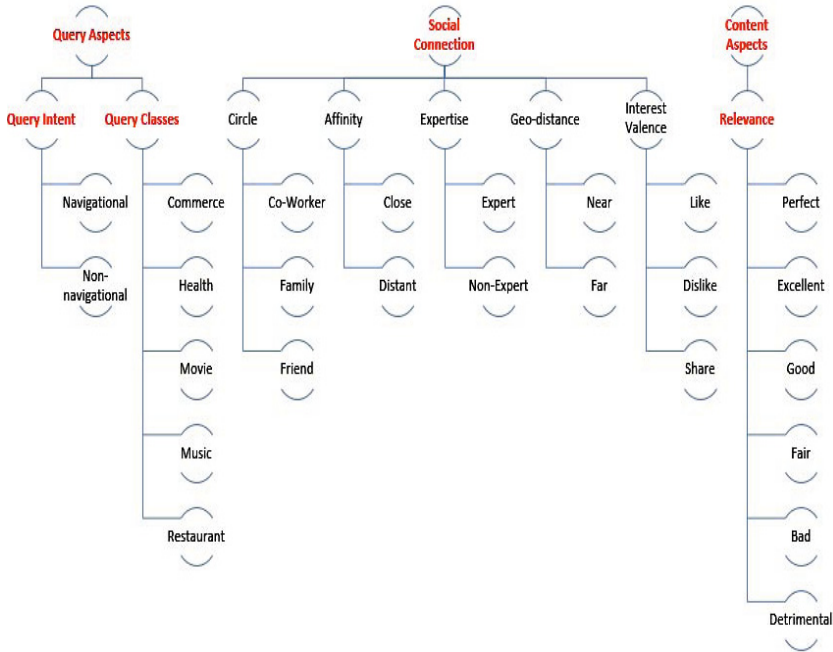 Query Aspects
Social
Connection
Content
Aspects
Query Intent
Query Classes
Circle
Affinity
Expertise
Geo-distance
Interest
Valence
Relevance
Navigational
Commerce
Co-Worker
Close
Expert
Near
Like
Perfect
Non-
navigational
Health
Family
Distant
Non-Expert
Far
Dislike
Excellent
Movie
Friend
Share
Good
Music
Fair
Restaurant
Bad
Detrimental